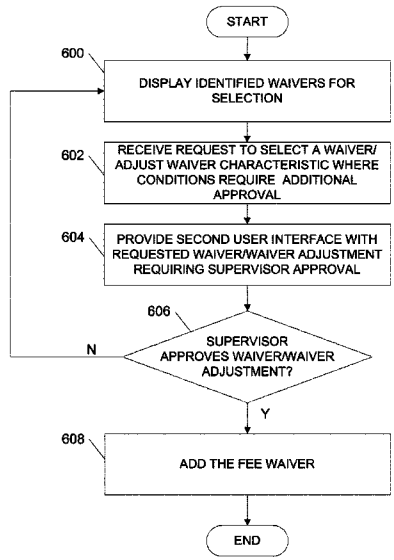 START
600
DISPLAY IDENTIFIED WAIVERS FOR
SELECTION
602
RECEIVE REQUEST TO SELECT A WAIVER/
ADJUST WAIVER CHARACTERISTIC WHERE
CONDITIONS REQUIRE ADDITIONAL
APPROVAL
604
PROVIDE SECOND USER INTERFACE WITH
REQUESTED WAIVER/WAIVER ADJUSTMENT
REQUIRING SUPERVISOR APPROVAL
606
SUPERVISOR
APPROVES WAIVER/WAIVER
ADJUSTMENT?
N
Y
608
ADD THE FEE WAIVER
END